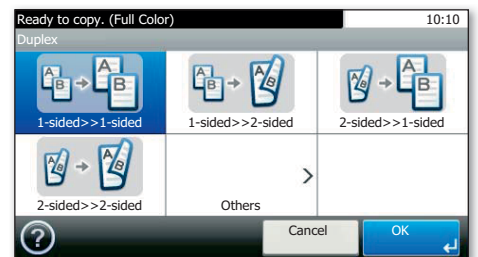 Ready to copy. (Full Color) 10:10
Duplex
1-sided>>1-sided 1-sided>>2-sided 2-sided>>1-sided
2-sided>>2-sided Others
Cancel OK